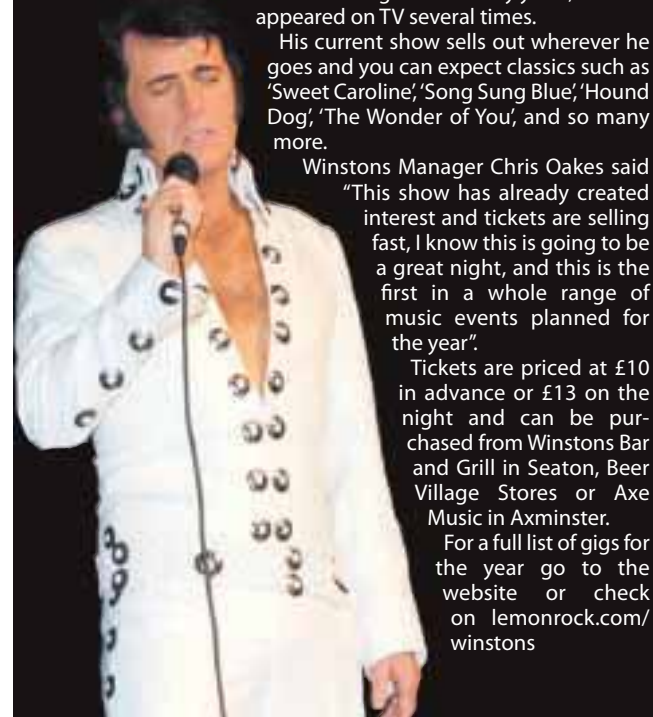 appeared on TV several times.
His current show sells out wherever he
goes and you can expect classics such as
‘Sweet Caroline’, ‘Song Sung Blue’, ‘Hound
Dog’, ‘The Wonder of You’, and so many
more.
Winstons Manager Chris Oakes said
“This show has already created
interest and tickets are selling
fast, I know this is going to be
a great night, and this is the
first in a whole range of
music events planned for
the year”.
Tickets are priced at £10
in advance or £13 on the
night and can be pur-
chased from Winstons Bar
and Grill in Seaton, Beer
Village Stores or Axe
Music in Axminster.
For a full list of gigs for
the year go to the
website or check
on lemonrock.com/
winstons